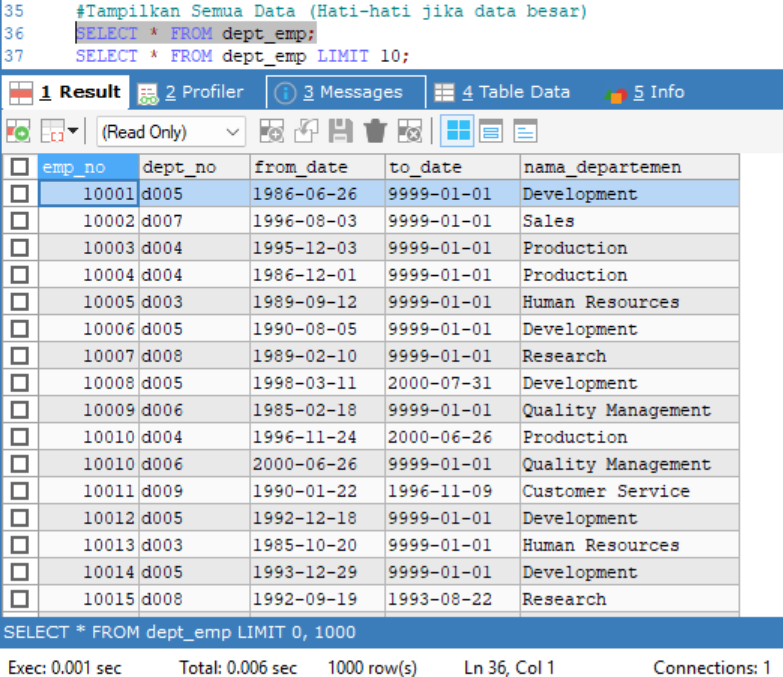 35 #Tampilkan Semua Data (Hati-hati jika data besar)
36 SELECT * FROM dept_emp;
37 SELECT * FROM dept_emp LIMIT 10;
1 Result 2 Profiler 3 Messages 4 Table Data 5 Info
(Read Only)
emp_no dept_no from_date to_date nama_departemen
10001 d005 1986-06-26 9999-01-01 Development
10002 d007 1996-08-03 9999-01-01 Sales
10003 d004 1995-12-03 9999-01-01 Production
10004 d004 1986-12-01 9999-01-01 Production
10005 d003 1989-09-12 9999-01-01 Human Resources
10006 d005 1990-08-05 9999-01-01 Development
10007 d008 1989-02-10 9999-01-01 Research
10008 d005 1998-03-11 2000-07-31 Development
10009 d006 1985-02-18 9999-01-01 Quality Management
10010 d004 1996-11-24 2000-06-26 Production
10010 d006 2000-06-26 9999-01-01 Quality Management
10011 d009 1990-01-22 1996-11-09 Customer Service
10012 d005 1992-12-18 9999-01-01 Development
10013 d003 1985-10-20 9999-01-01 Human Resources
10014 d005 1993-12-29 9999-01-01 Development
10015 d008 1992-09-19 1993-08-22 Research
SELECT * FROM dept_emp LIMIT 0, 1000
Exec: 0.001 sec Total: 0.006 sec 1000 row(s) Ln 36, Col 1 Connections: 1